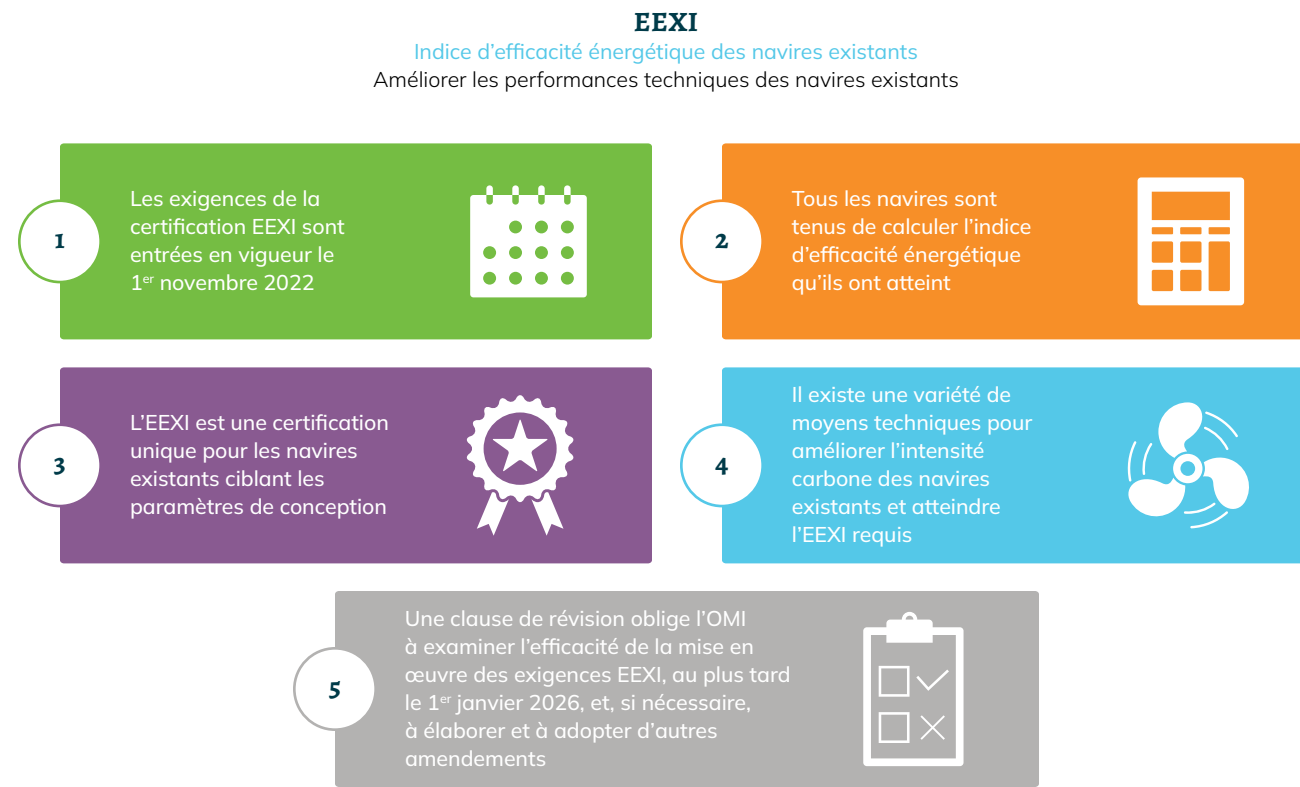 EEXI
Indice d’efficacité énergétique des navires existants
Améliorer les performances techniques des navires existants
1
Les exigences de la
certification EEXI sont
entrées en vigueur le
1er novembre 2022
2
Tous les navires sont
tenus de calculer l’indice
d’efficacité énergétique
qu’ils ont atteint
3
L’EEXI est une certification
unique pour les navires
existants ciblant les
paramètres de conception
4
Il existe une variété de
moyens techniques pour
améliorer l’intensité
carbone des navires
existants et atteindre
l’EEXI requis
5
Une clause de révision oblige l’OMI
à examiner l’efficacité de la mise en
œuvre des exigences EEXI, au plus tard
le 1er janvier 2026, et, si nécessaire,
à élaborer et à adopter d’autres
amendements